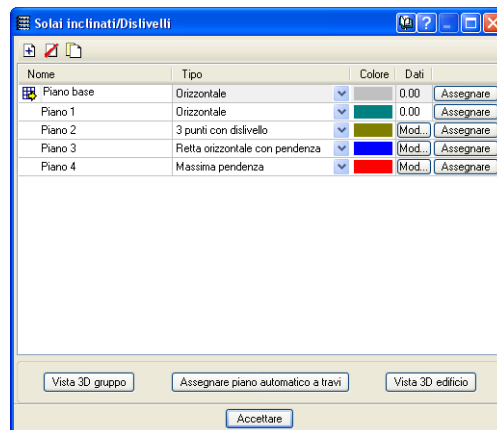 Solai inclinati/Dislivelli
Nome Tipo Colore Dati
Piano base Orizzontale 0.00 Assegnare
Piano 1 Orizzontale 0.00 Assegnare
Piano 2 3 punti con dislivello Mod... Assegnare
Piano 3 Retta orizzontale con pendenza Mod... Assegnare
Piano 4 Massima pendenza Mod... Assegnare
Vista 3D gruppo Assegnare piano automatico a travi Vista 3D edificio
Accettare